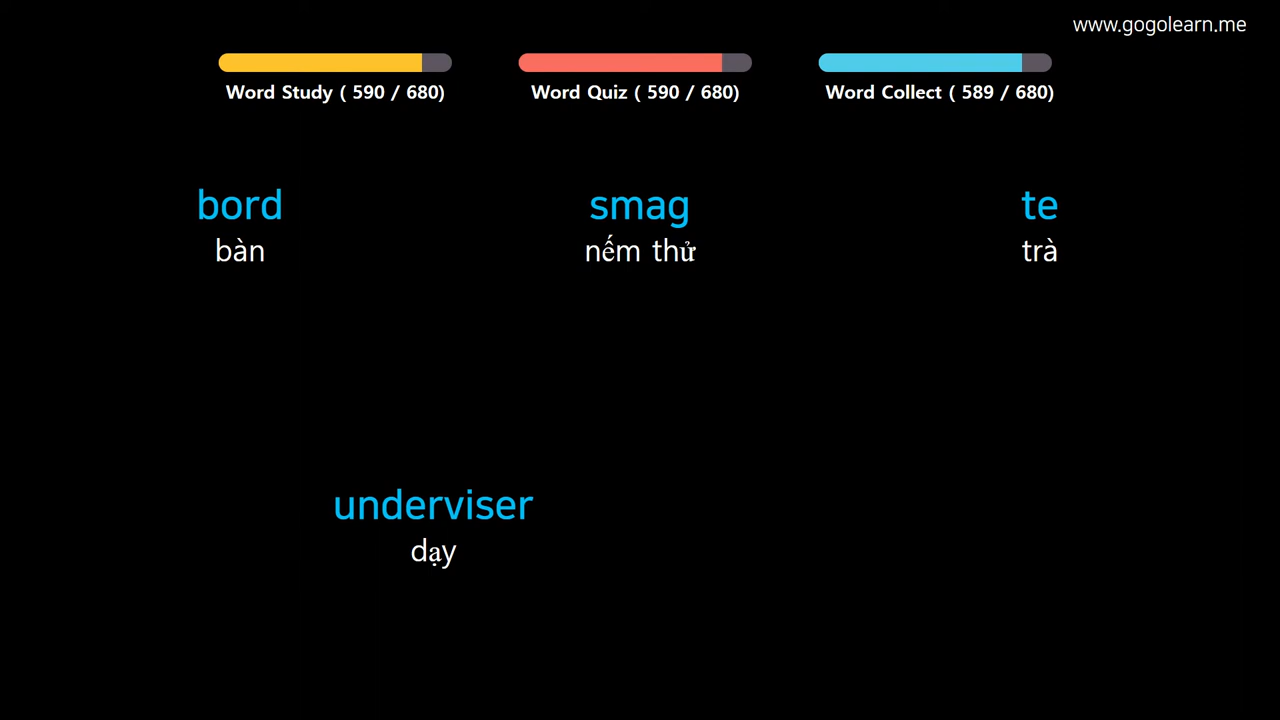 www.gogolearn.me
Word Study ( 590 / 680)
Word Quiz ( 590 / 680)
Word Collect ( 589 / 680)
bord
bàn
smag
nếm thử
te
trà
underviser
dạy